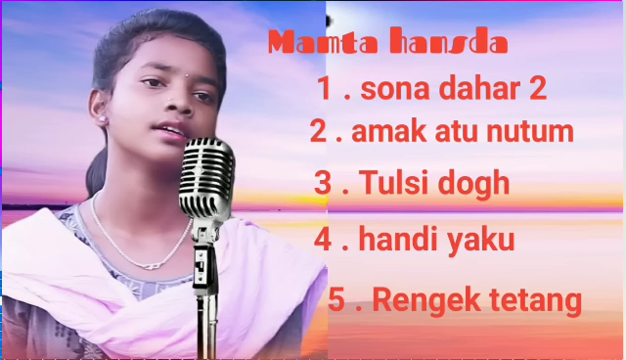 Mamta hansda
1 . sona dahar 2
2 . amak atu nutum
3 . Tulsi dogh
4 . handi yaku
5 . Rengek tetang